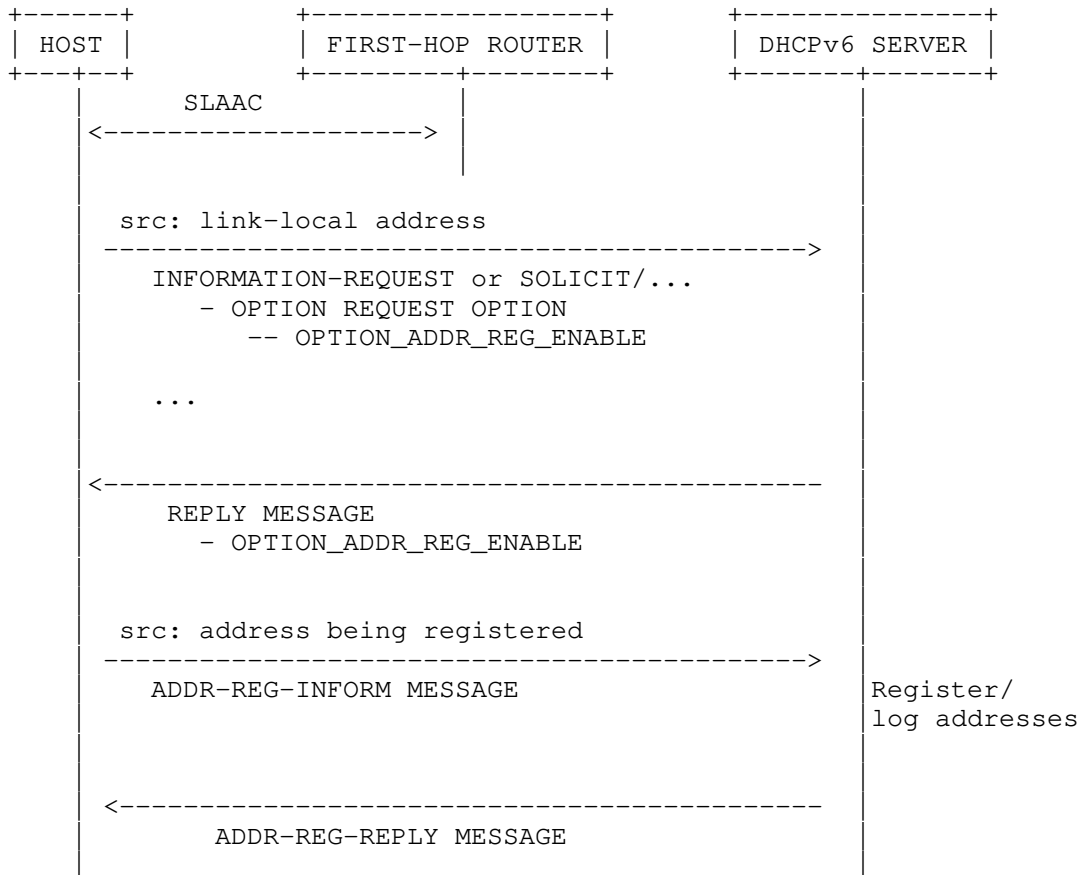 HOST FIRST-HOP ROUTER DHCPv6 SERVER
SLAAC
src: link-local address
INFORMATION-REQUEST or SOLICIT/...
- OPTION REQUEST OPTION
-- OPTION_ADDR_REG_ENABLE
...
REPLY MESSAGE
- OPTION_ADDR_REG_ENABLE
src: address being registered
ADDR-REG-INFORM MESSAGE Register/
log addresses
ADDR-REG-REPLY MESSAGE